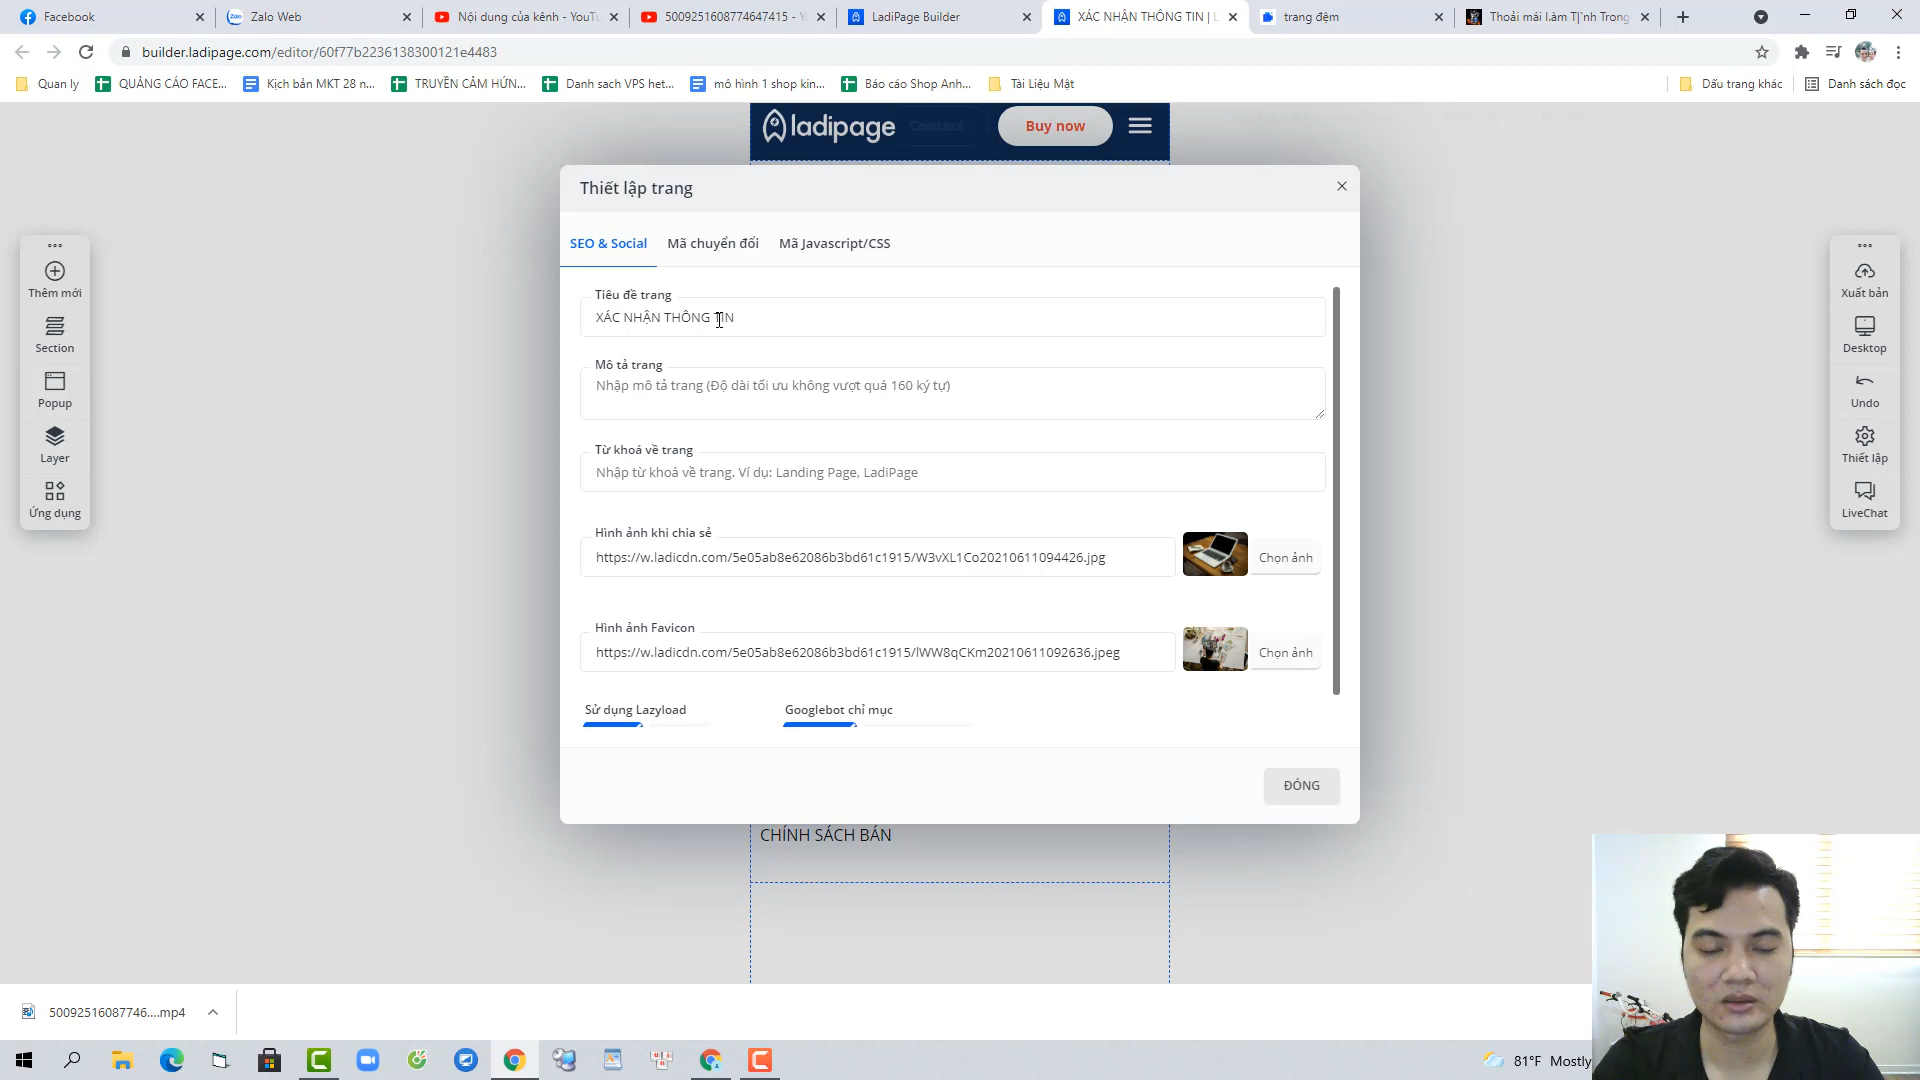 Facebook
Zalo Web
Nội dung của kênh - YouTu
5009251608774647415 - Y
LadiPage Builder
XÁC NHẬN THÔNG TIN | L
trang đệm
Thoải mái l.àm T|`nh Trong
builder.ladipage.com/editor/60f77b2236138300121e4483
Quan ly
QUẢNG CÁO FACE...
Kịch bản MKT 28 n...
TRUYỀN CẢM HỨN...
Danh sach VPS het...
mô hình 1 shop kin...
Báo cáo Shop Anh...
Tài Liệu Mật
Dấu trang khác
Danh sách đọc
ladipage
Contact
Buy now
Thiết lập trang
SEO & Social
Mã chuyển đổi
Mã Javascript/CSS
Tiêu đề trang
XÁC NHẬN THÔNG TIN
Mô tả trang
Nhập mô tả trang (Độ dài tối ưu không vượt quá 160 ký tự)
Từ khoá về trang
Nhập từ khoá về trang. Ví dụ: Landing Page, LadiPage
Hình ảnh khi chia sẻ
https://w.ladicdn.com/5e05ab8e62086b3bd61c1915/W3vXL1Co20210611094426.jpg
Chọn ảnh
Hình ảnh Favicon
https://w.ladicdn.com/5e05ab8e62086b3bd61c1915/lWW8qCKm20210611092636.jpeg
Chọn ảnh
Sử dụng Lazyload
Googlebot chỉ mục
ĐÓNG
Thêm mới
Section
Popup
Layer
Ứng dụng
Xuất bản
Desktop
Undo
Thiết lập
LiveChat
CHÍNH SÁCH BÁN
50092516087746....mp4
81°F Mostly